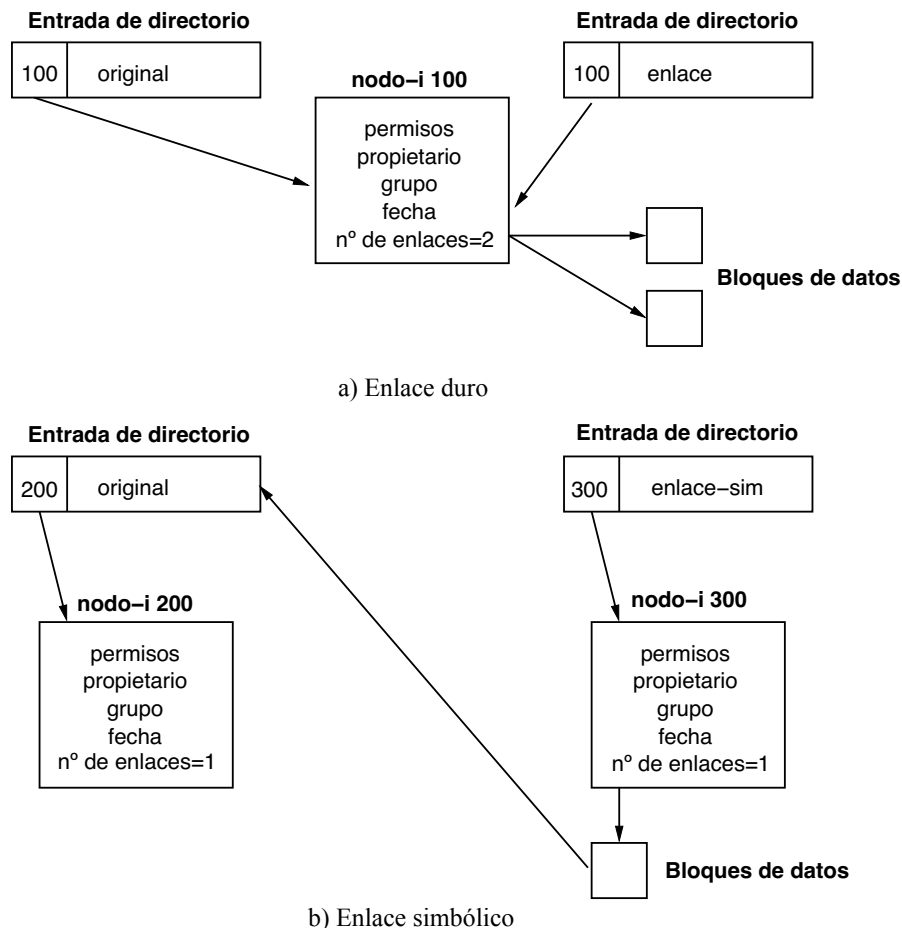 Entrada de directorio
100 original
Entrada de directorio
100 enlace
nodo–i 100
permisos
propietario
grupo
fecha
nº de enlaces=2
Bloques de datos
a) Enlace duro
Entrada de directorio
200 original
Entrada de directorio
300 enlace–sim
nodo–i 200
permisos
propietario
grupo
fecha
nº de enlaces=1
nodo–i 300
permisos
propietario
grupo
fecha
nº de enlaces=1
Bloques de datos
b) Enlace simbólico